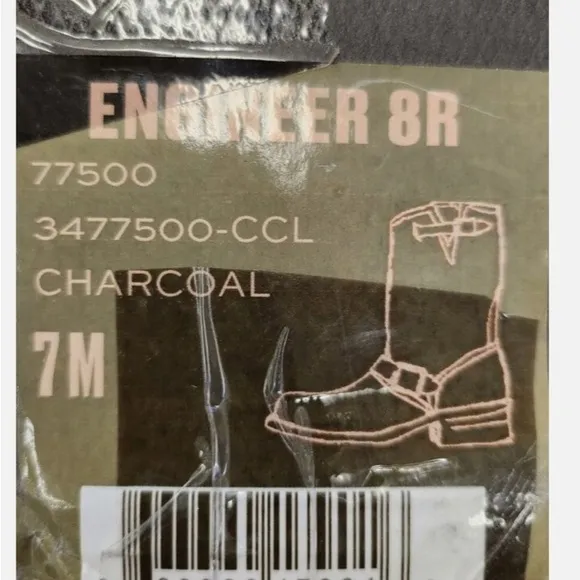 ENGINEER 8R
77500
3477500-CCL
CHARCOAL
7M